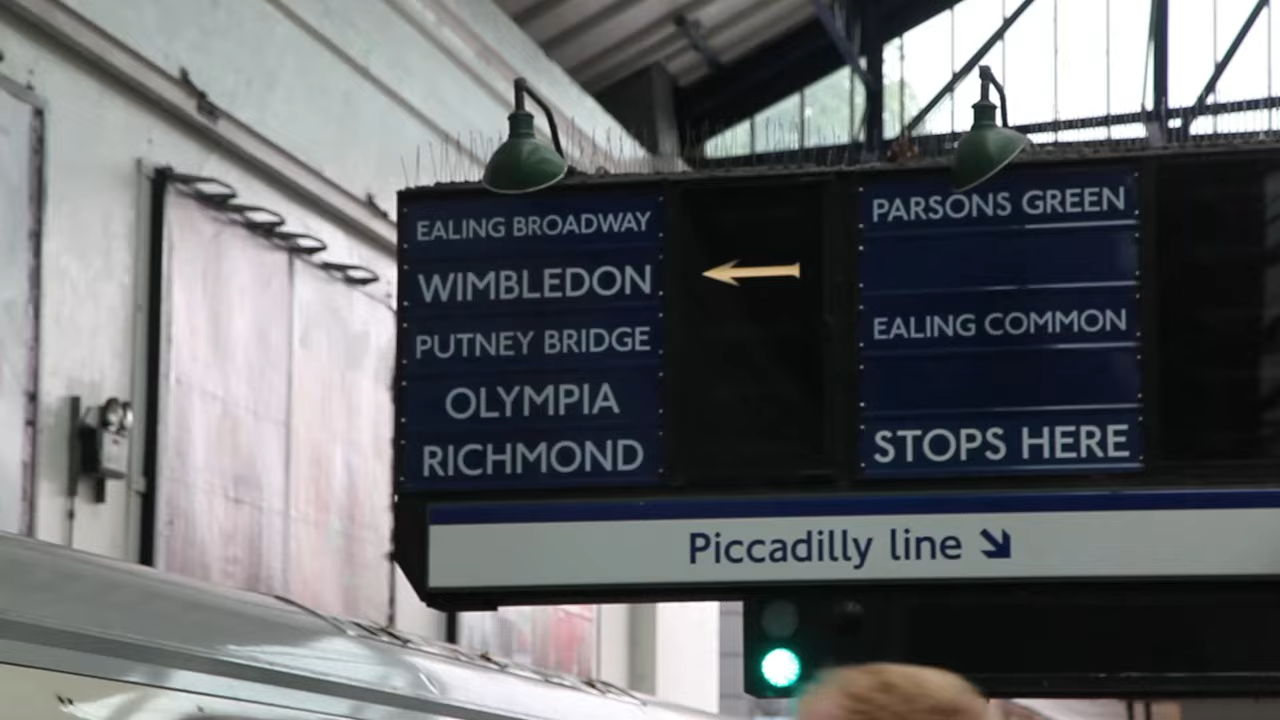 EALING BROADWAY
WIMBLEDON
PUTNEY BRIDGE
OLYMPIA
RICHMOND
PARSONS GREEN
EALING COMMON
STOPS HERE
Piccadilly line